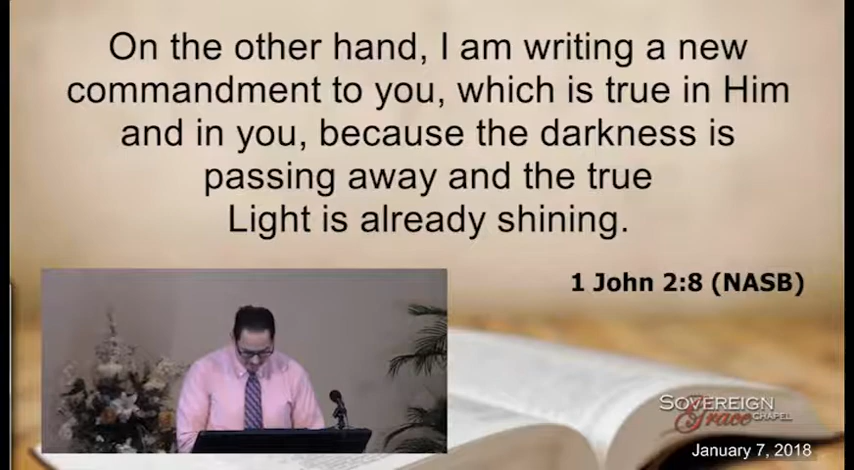 On the other hand, I am writing a new
commandment to you, which is true in Him
and in you, because the darkness is
passing away and the true
Light is already shining.
1 John 2:8 (NASB)
SOVEREIGN
Grace CHAPEL
January 7, 2018